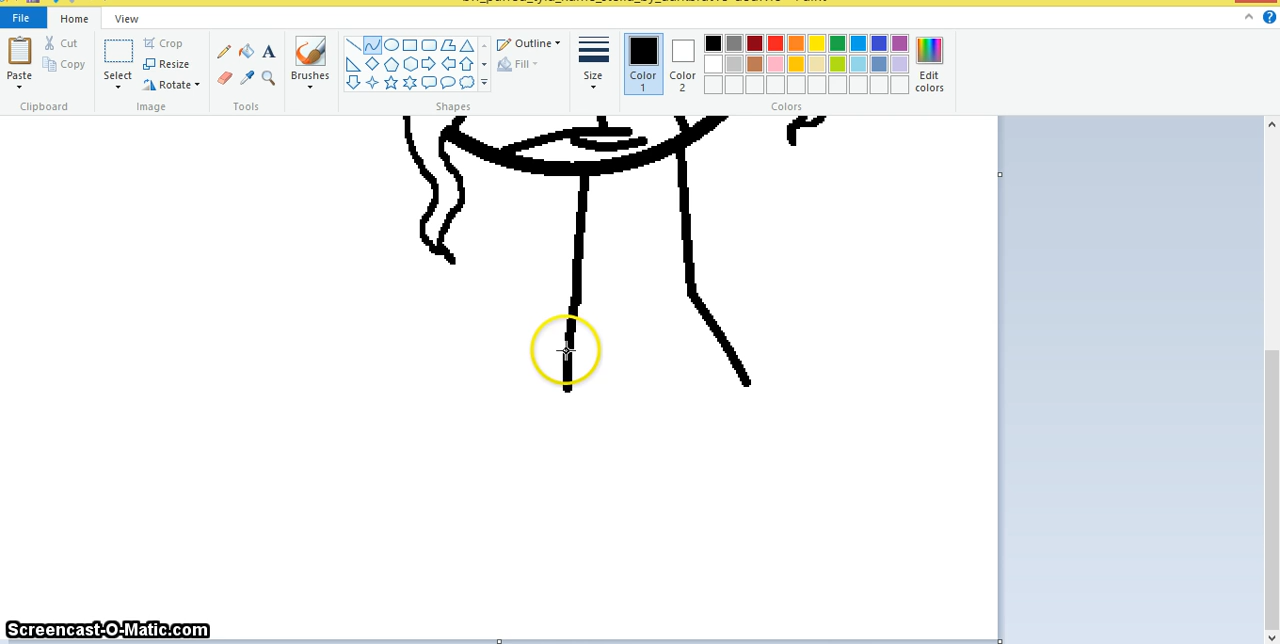 File
Home
View
Paste
Cut
Copy
Clipboard
Select
Crop
Resize
Rotate
Image
A
Tools
Brushes
Outline
Fill
Shapes
Size
Color
1
Color
2
Edit
colors
Colors
Screencast-O-Matic.com